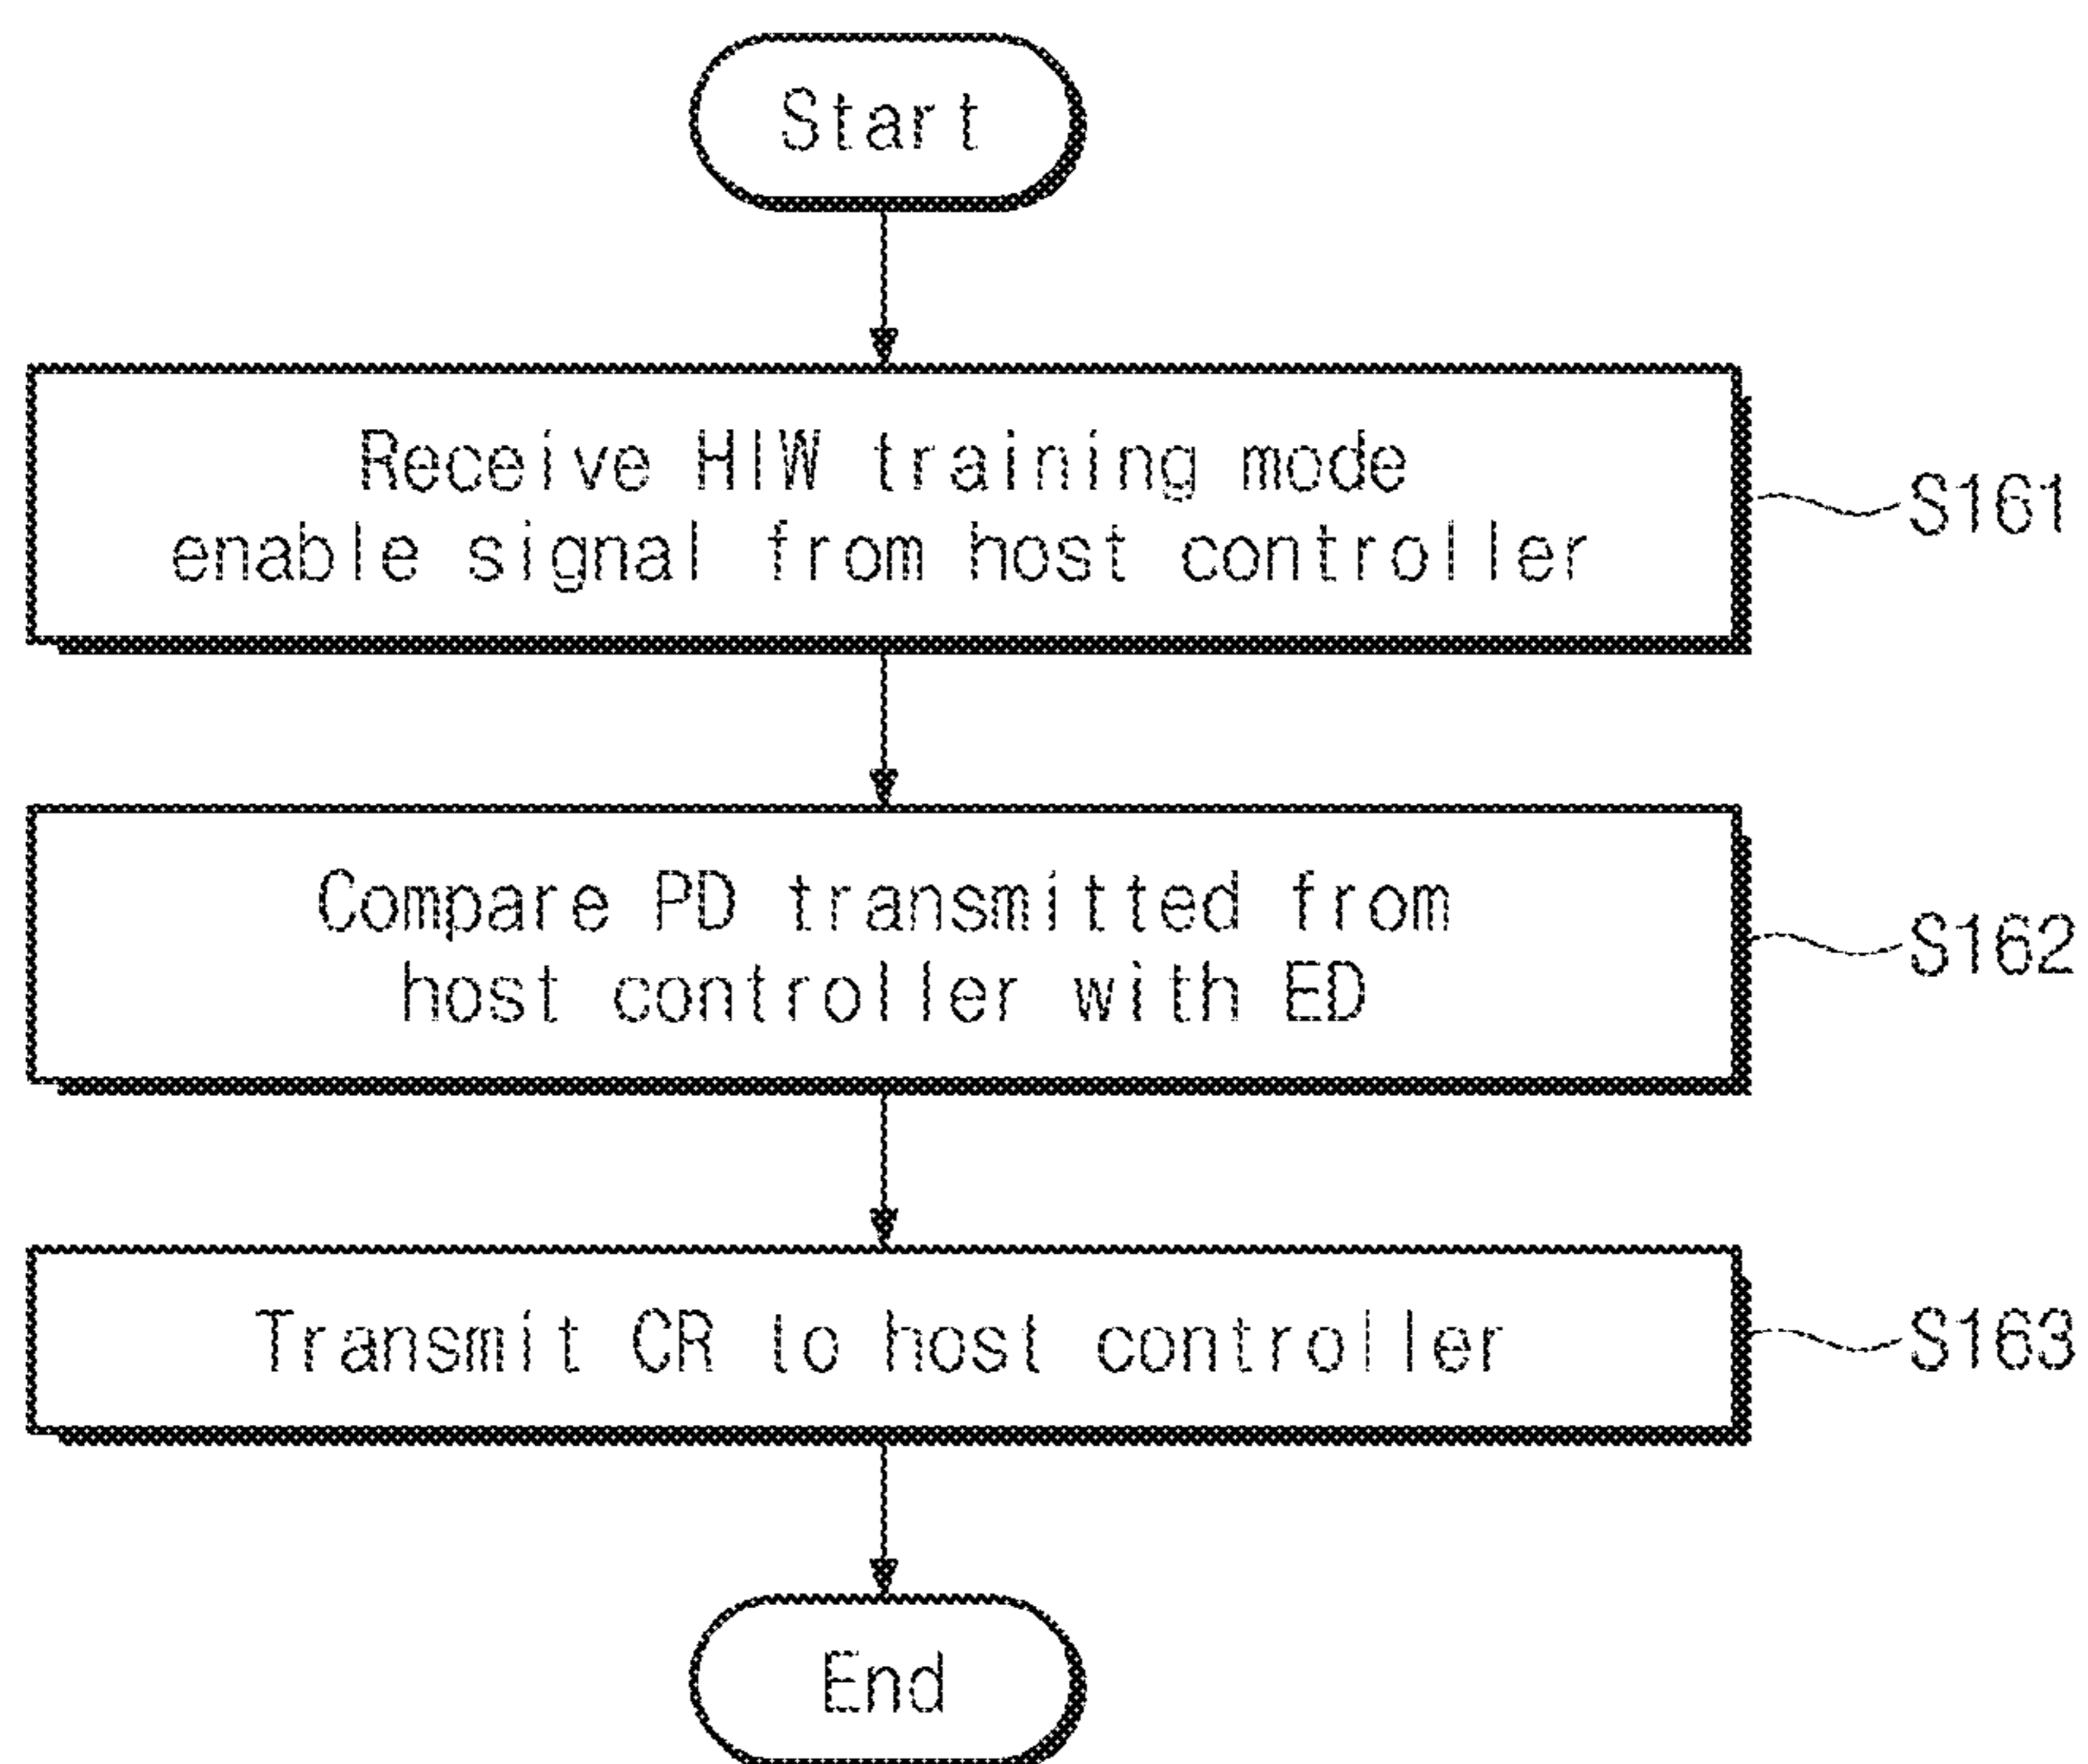 Start
Receive HIW training mode
enable signal from host controller
S161
Compare PD transmitted from
host controller with ED
S162
Transmit CR to host controller
S163
End